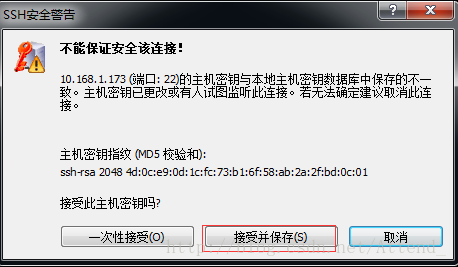 SSH安全警告
不能保证安全该连接!
10.168.1.173 (端口: 22)的主机密钥与本地主机密钥数据库中保存的不一
致。主机密钥已更改或有人试图监听此连接。若无法确定建议取消此连
接。
主机密钥指纹 (MD5 校验和):
ssh-rsa 2048 4d:0c:e9:0d:1c:fc:73:b1:6f:58:ab:2a:2f:bd:0c:01
接受此主机密钥吗?
一次性接受(O) 接受并保存(S) 取消
http://blog.csdn.net/Attend_